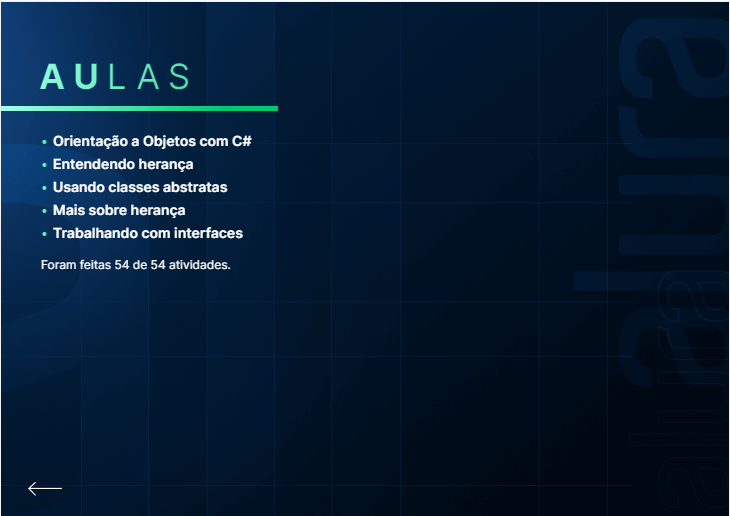 AULAS
• Orientação a Objetos com C#
• Entendendo herança
• Usando classes abstratas
• Mais sobre herança
• Trabalhando com interfaces
Foram feitas 54 de 54 atividades.
alura
alura